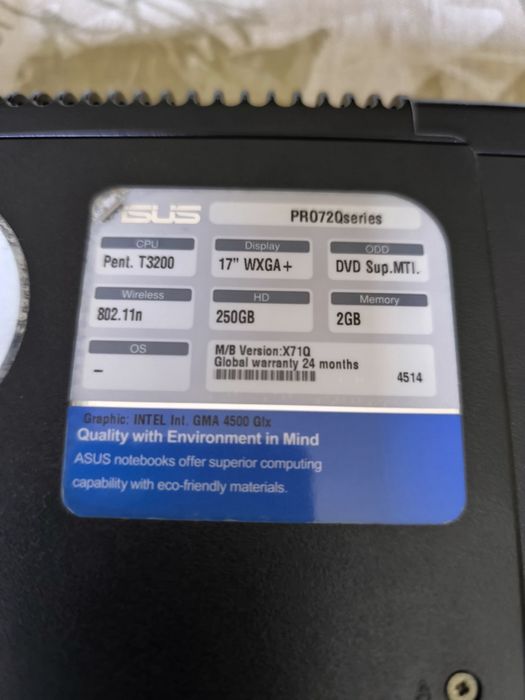 ASUS
PRO72Qseries
CPU
Pent. T3200
Display
17" WXGA+
ODD
DVD Sup.MTl.
Wireless
802.11n
HD
250GB
Memory
2GB
OS
–
M/B Version:X71Q
Global warranty 24 months
4514
Graphic: INTEL Int. GMA 4500 Gfx
Quality with Environment in Mind
ASUS notebooks offer superior computing
capability with eco-friendly materials.